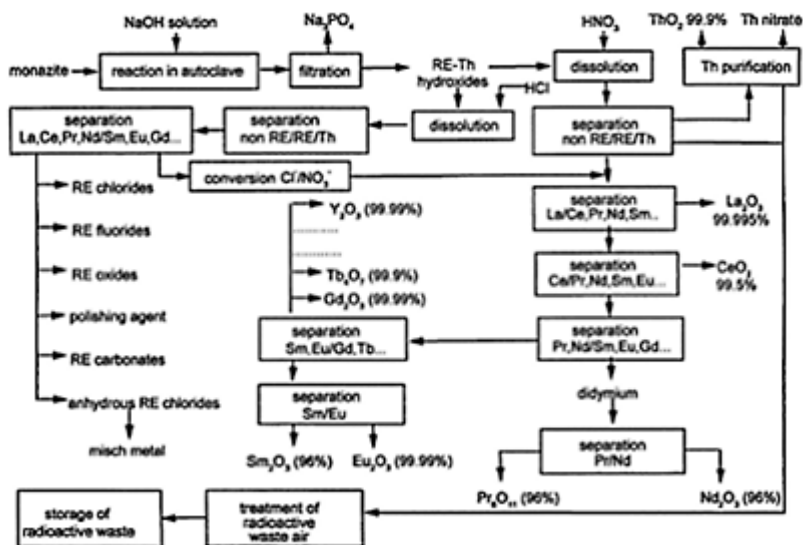 NaOH solution
Na₃PO₄
HNO₃
ThO₂ 99.9%
Th nitrate
monazite
reaction in autoclave
filtration
RE-Th
hydroxides
dissolution
Th purification
HCl
separation
La,Ce,Pr,Nd/Sm,Eu,Gd...
separation
non RE/RE/Th
dissolution
separation
non RE/RE/Th
conversion Cl⁻/NO₃⁻
RE chlorides
Y₂O₃ (99.99%)
separation
La/Ce,Pr,Nd,Sm..
La₂O₃
99.995%
RE fluorides
RE oxides
Tb₄O₇ (99.9%)
Gd₂O₃ (99.99%)
separation
Ce/Pr,Nd,Sm,Eu...
CeO₂
99.5%
polishing agent
separation
Sm,Eu/Gd,Tb...
separation
Pr,Nd/Sm,Eu,Gd...
RE carbonates
anhydrous RE chlorides
separation
Sm/Eu
didymium
misch metal
Sm₂O₃ (96%)
Eu₂O₃ (99.99%)
separation
Pr/Nd
Pr₆O₁₁ (96%)
Nd₂O₃ (96%)
storage of
radioactive waste
treatment of
radioactive
waste air